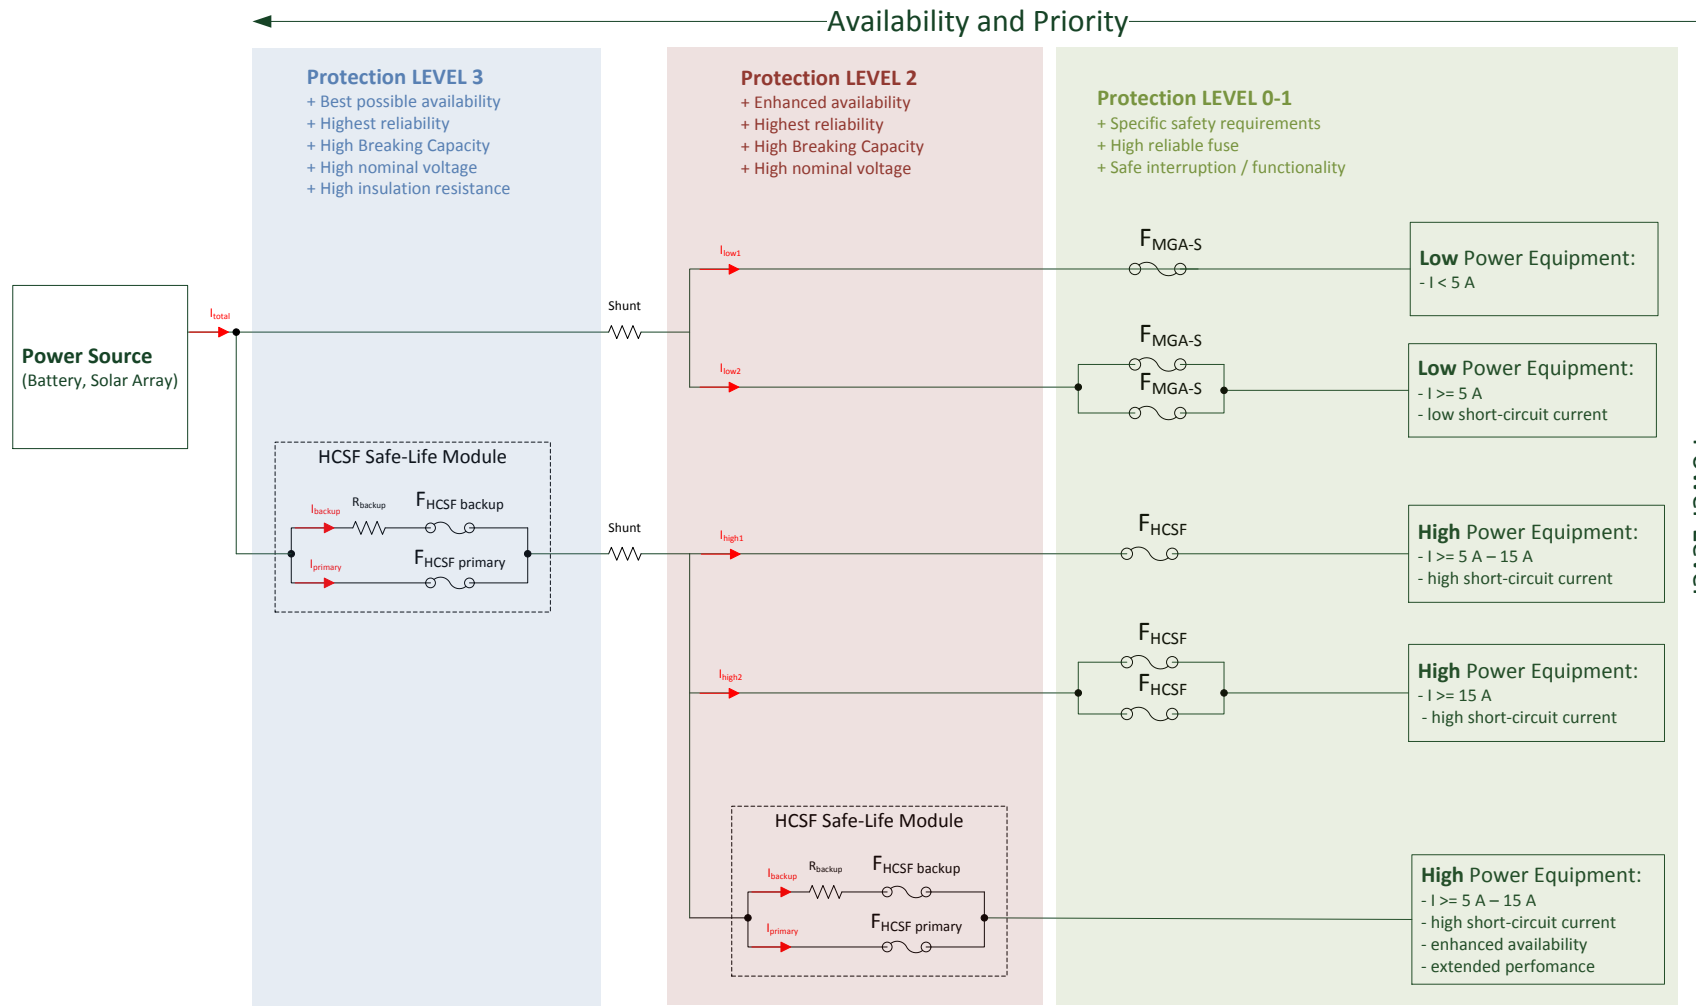 Availability and Priority
Protection LEVEL 3
+ Best possible availability
+ Highest reliability
+ High Breaking Capacity
+ High nominal voltage
+ High insulation resistance
Protection LEVEL 2
+ Enhanced availability
+ Highest reliability
+ High Breaking Capacity
+ High nominal voltage
Protection LEVEL 0-1
+ Specific safety requirements
+ High reliable fuse
+ Safe interruption / functionality
Power Source
(Battery, Solar Array)
Itotal
Shunt
Ilow1
FMGA-S
Low Power Equipment:
- I < 5 A
Ilow2
FMGA-S
FMGA-S
Low Power Equipment:
- I >= 5 A
- low short-circuit current
HCSF Safe-Life Module
Ibackup
Rbackup
FHCSF backup
Iprimary
FHCSF primary
Shunt
Ihigh1
FHCSF
High Power Equipment:
- I >= 5 A – 15 A
- high short-circuit current
Ihigh2
FHCSF
FHCSF
High Power Equipment:
- I >= 15 A
- high short-circuit current
HCSF Safe-Life Module
Ibackup
Rbackup
FHCSF backup
Iprimary
FHCSF primary
High Power Equipment:
- I >= 5 A – 15 A
- high short-circuit current
- enhanced availability
- extended perfomance